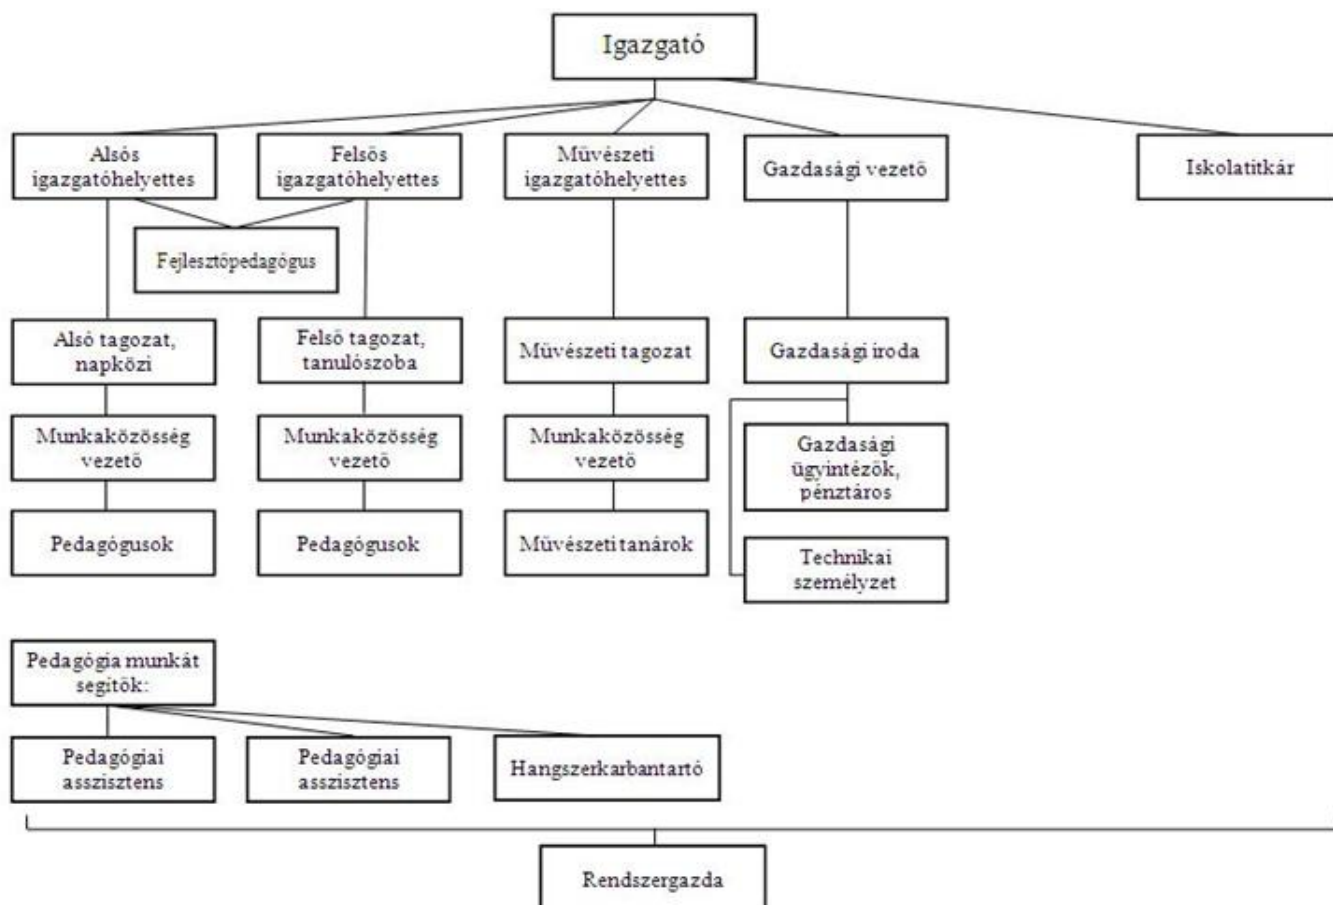 Igazgató
Alsós
igazgatóhelyettes
Felsős
igazgatóhelyettes
Művészeti
igazgatóhelyettes
Gazdasági vezető
Iskolatitkár
Fejlesztőpedagógus
Alsó tagozat,
napközi
Felső tagozat,
tanulószoba
Művészeti tagozat
Gazdasági iroda
Munkaközösség
vezető
Munkaközösség
vezető
Munkaközösség
vezető
Gazdasági
ügyintézők,
pénztáros
Pedagógusok
Pedagógusok
Művészeti tanárok
Technikai
személyzet
Pedagógia munkát
segítők:
Pedagógiai
asszisztens
Pedagógiai
asszisztens
Hangszerkarbantartó
Rendszergazda